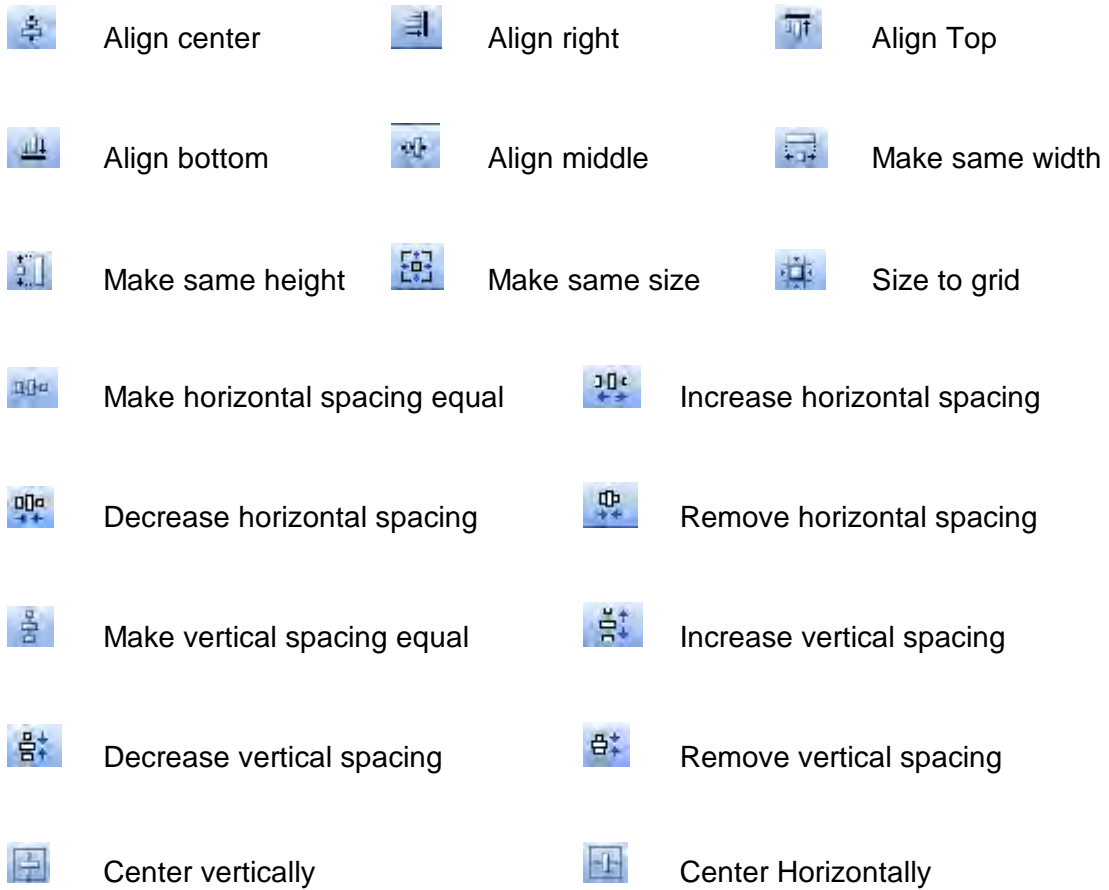 Align center Align right Align Top
Align bottom Align middle Make same width
Make same height Make same size Size to grid
Make horizontal spacing equal Increase horizontal spacing
Decrease horizontal spacing Remove horizontal spacing
Make vertical spacing equal Increase vertical spacing
Decrease vertical spacing Remove vertical spacing
Center vertically Center Horizontally